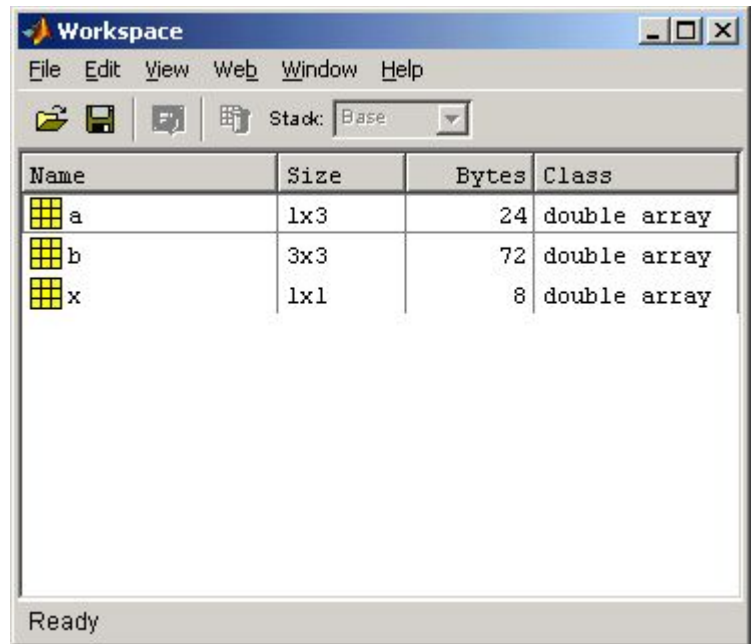 Workspace
File Edit View Web Window Help
Stack: Base
Name Size Bytes Class
a 1x3 24 double array
b 3x3 72 double array
x 1x1 8 double array
Ready